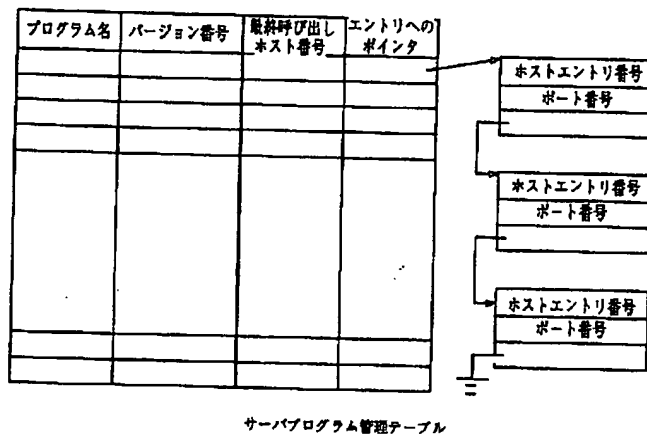 プログラム名
バージョン番号
最終呼び出し
ホスト番号
エントリへの
ポインタ
ホストエントリ番号
ポート番号
ホストエントリ番号
ポート番号
ホストエントリ番号
ポート番号
サーバプログラム管理テーブル